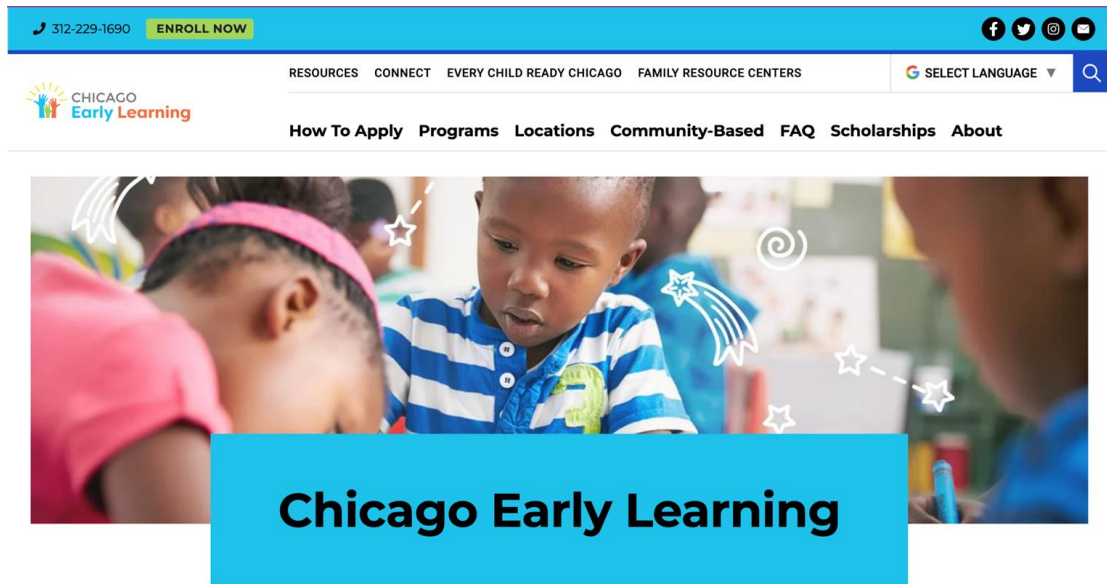 312-229-1690 ENROLL NOW
RESOURCES CONNECT EVERY CHILD READY CHICAGO FAMILY RESOURCE CENTERS
G SELECT LANGUAGE ▼
CHICAGO
Early Learning
How To Apply Programs Locations Community-Based FAQ Scholarships About
3
Chicago Early Learning